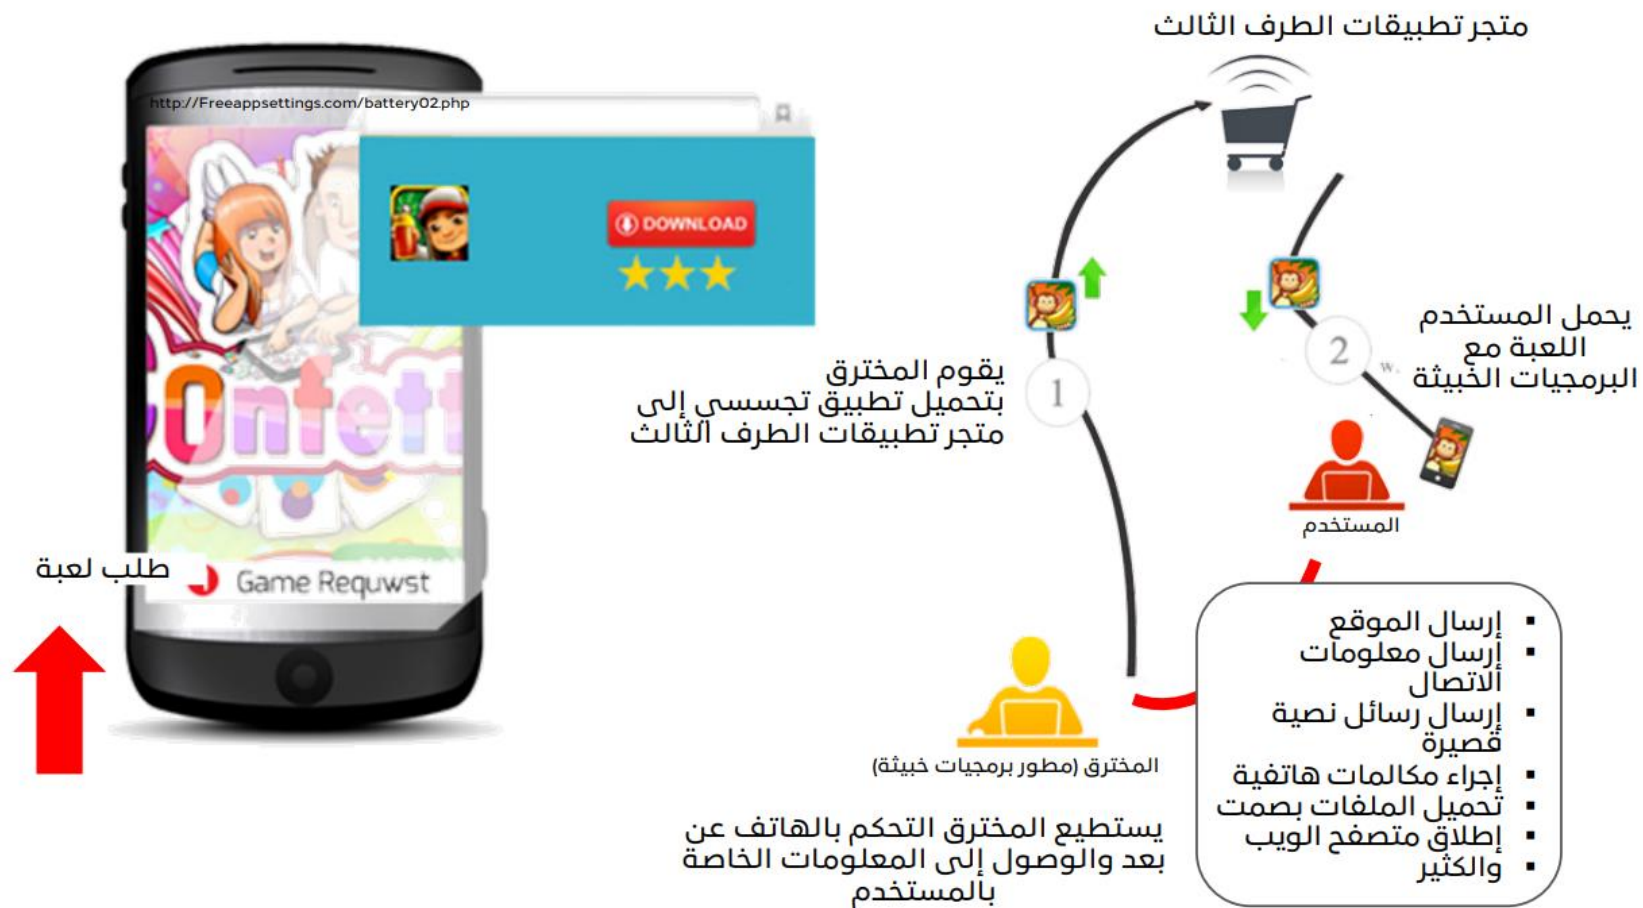 متجر تطبيقات الطرف الثالث
http://Freeappsettings.com/battery02.php
DOWNLOAD
Onfett
طلب لعبة
Game Requwst
يقوم المخترق
بتحميل تطبيق تجسسي إلى
متجر تطبيقات الطرف الثالث
1
2
w.
يحمل المستخدم
اللعبة مع
البرمجيات الخبيثة
المستخدم
المخترق (مطور برمجيات خبيثة)
يستطيع المخترق التحكم بالهاتف عن
بعد والوصول إلى المعلومات الخاصة
بالمستخدم
▪ إرسال الموقع
▪ إرسال معلومات
الاتصال
▪ إرسال رسائل نصية
قصيرة
▪ إجراء مكالمات هاتفية
▪ تحميل الملفات بصمت
▪ إطلاق متصفح الويب
▪ والكثير